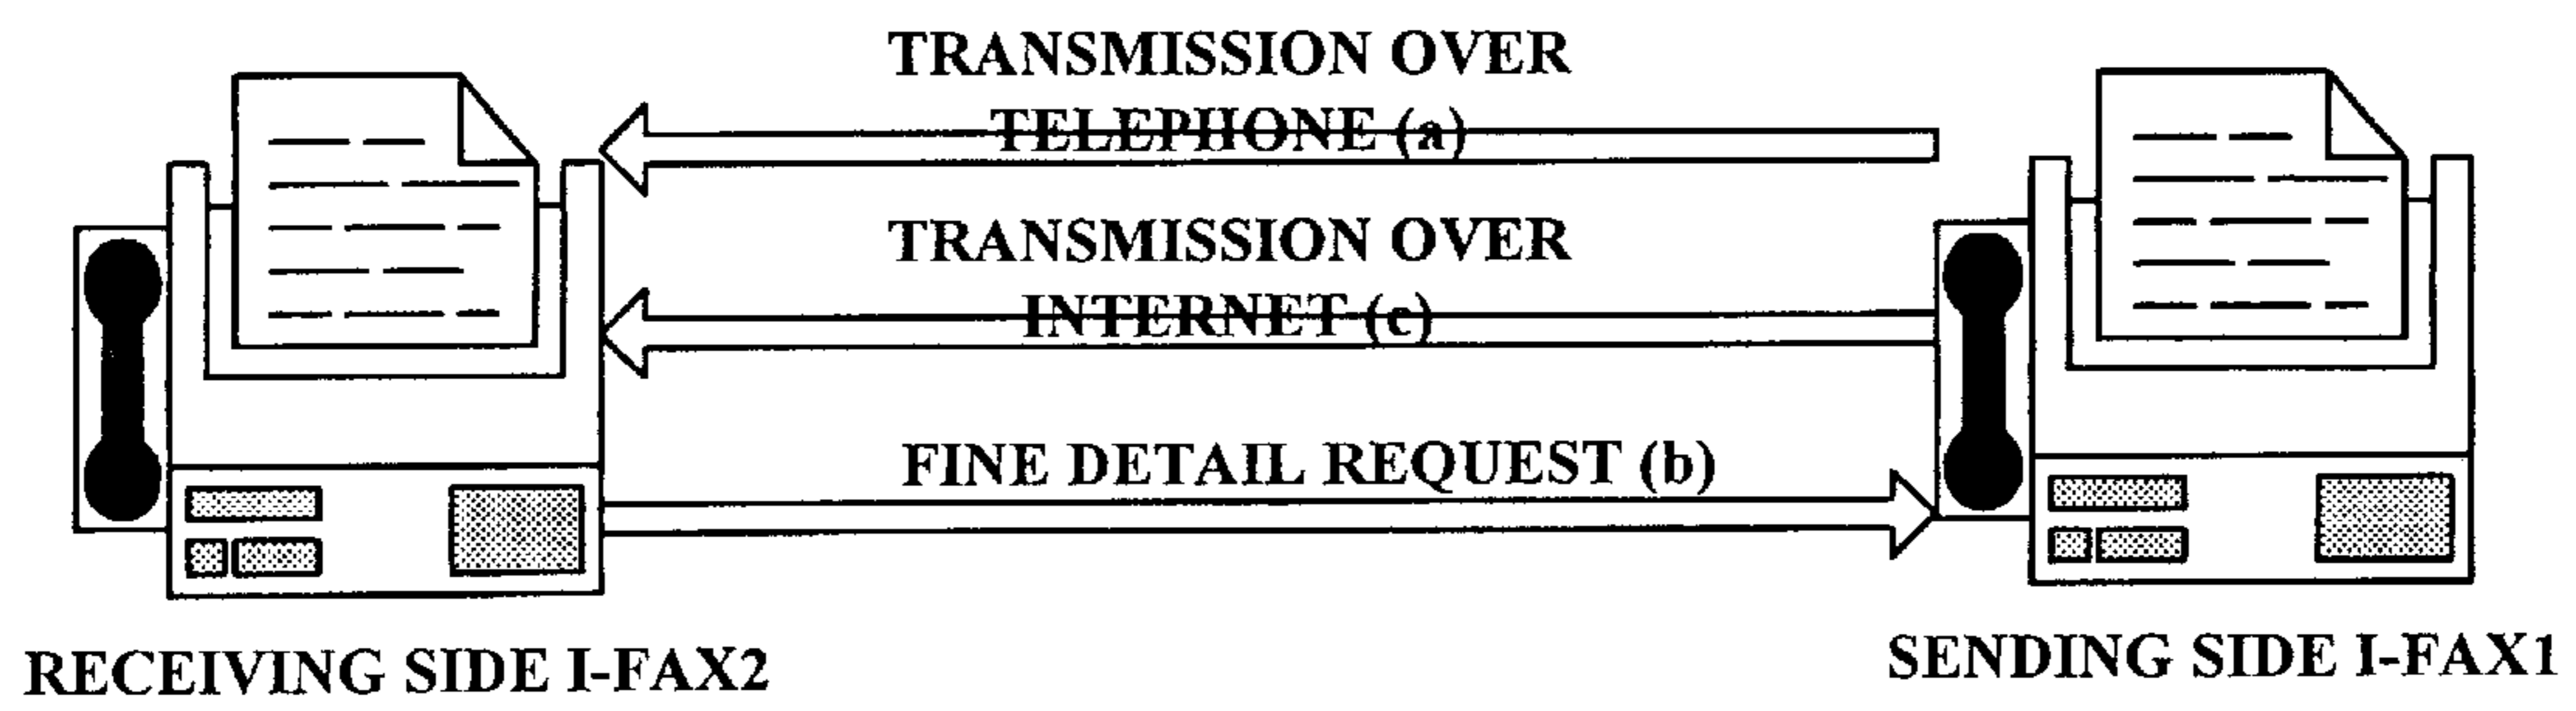 TRANSMISSION OVER
TELEPHONE (a)
TRANSMISSION OVER
INTERNET (c)
FINE DETAIL REQUEST (b)
RECEIVING SIDE I-FAX2
SENDING SIDE I-FAX1